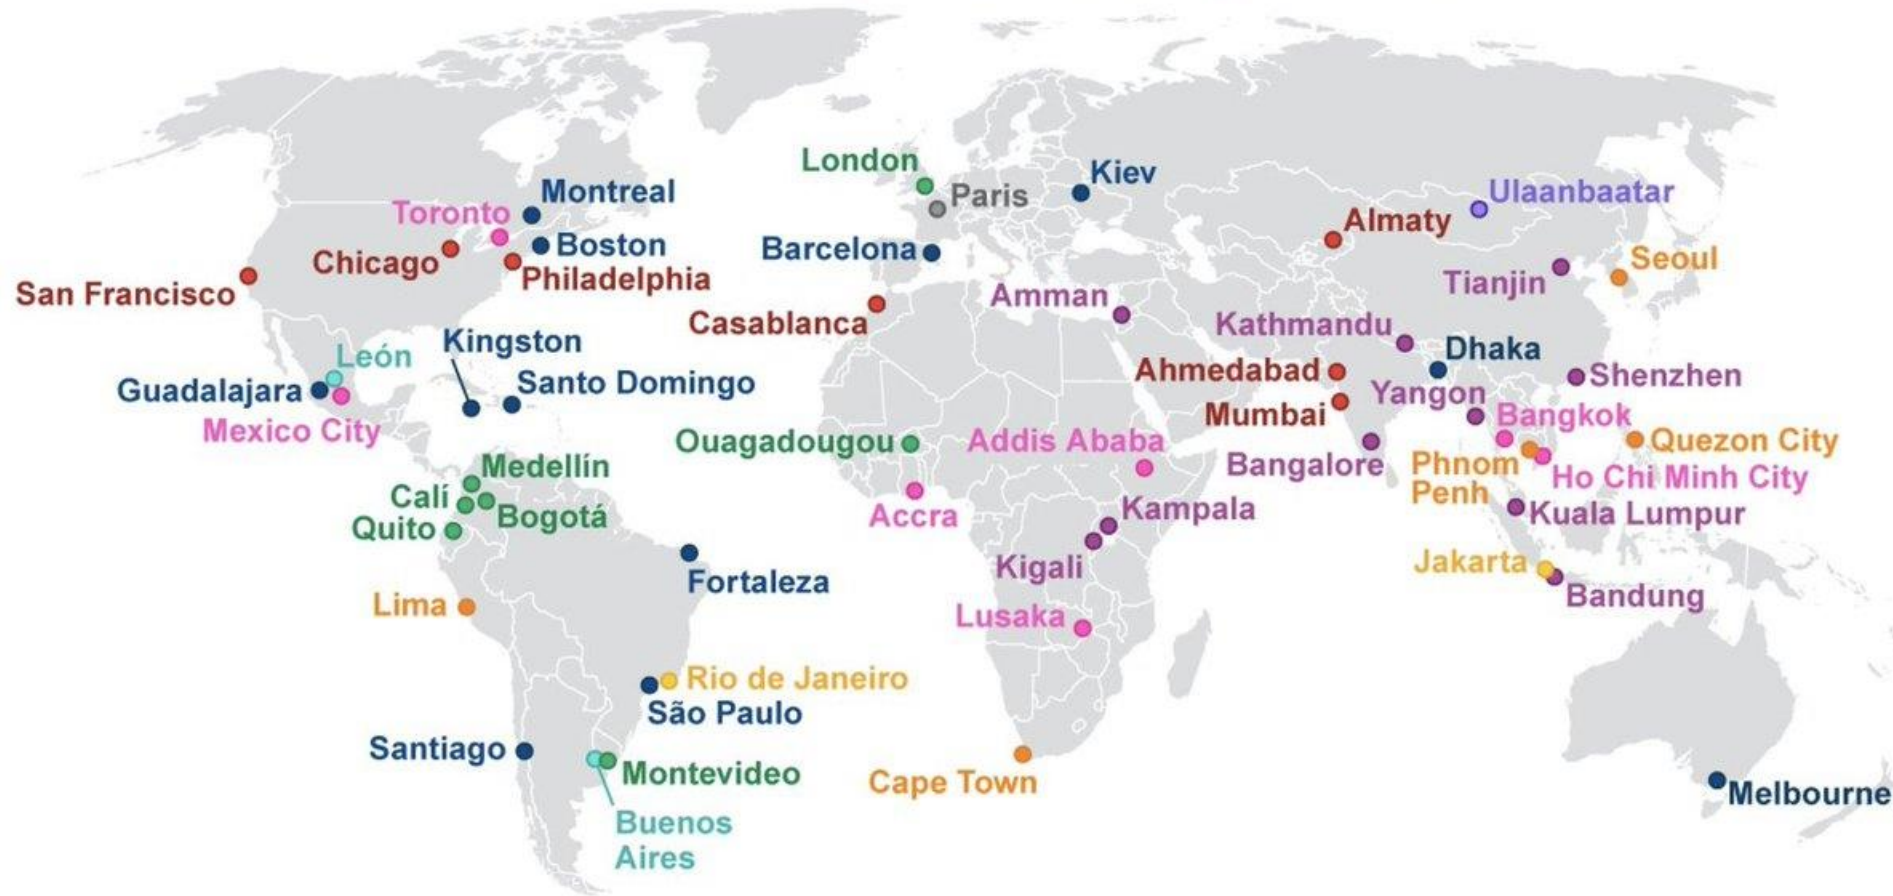 London
Kiev
Montreal
Ulaanbaatar
Paris
Toronto
Almaty
Boston
Barcelona
Chicago
Seoul
Philadelphia
Tianjin
San Francisco
Amman
Casablanca
Kathmandu
Kingston
Dhaka
León
Ahmedabad
Shenzhen
Santo Domingo
Guadalajara
Yangon
Mumbai
Bangkok
Mexico City
Ouagadougou
Addis Ababa
Quezon City
Medellín
Bangalore
Phnom
Penh
Ho Chi Minh City
Calí
Bogotá
Accra
Kampala
Kuala Lumpur
Quito
Jakarta
Kigali
Fortaleza
Bandung
Lima
Lusaka
Rio de Janeiro
São Paulo
Santiago
Montevideo
Cape Town
Melbourne
Buenos
Aires